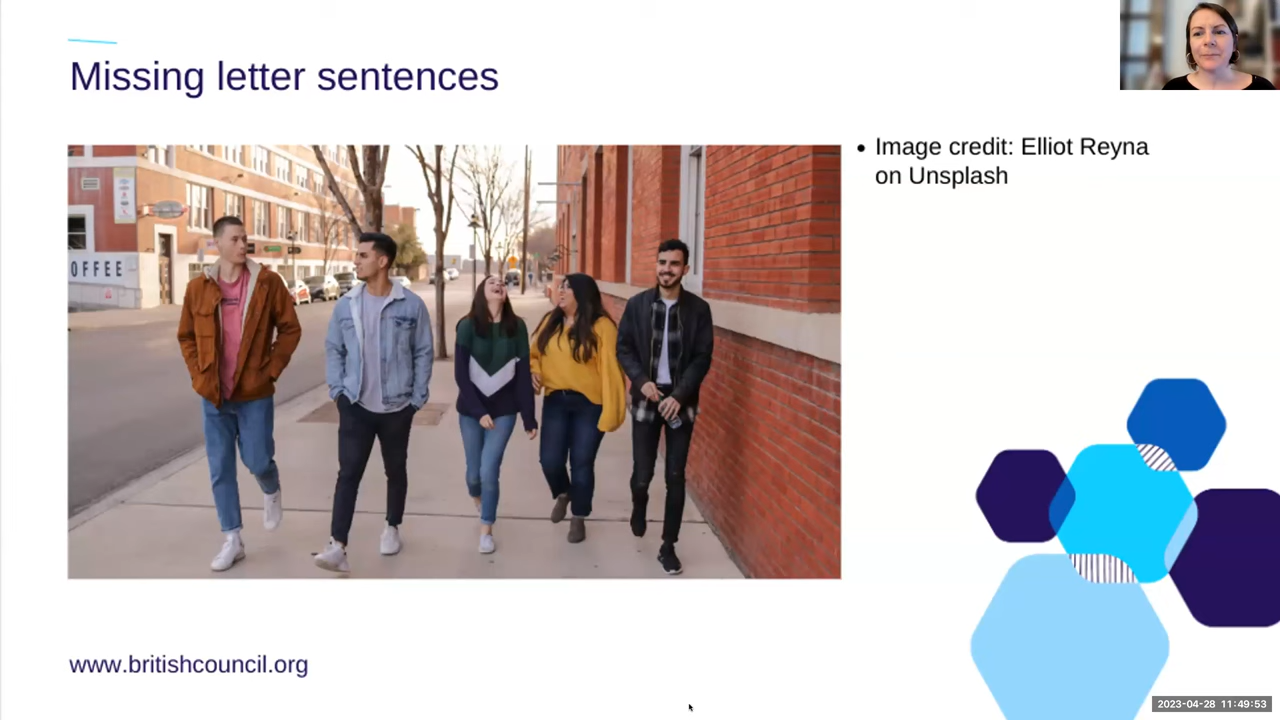 Missing letter sentences
• Image credit: Elliot Reyna
on Unsplash
OFFEE
www.britishcouncil.org
2023-04-28 11:49:53